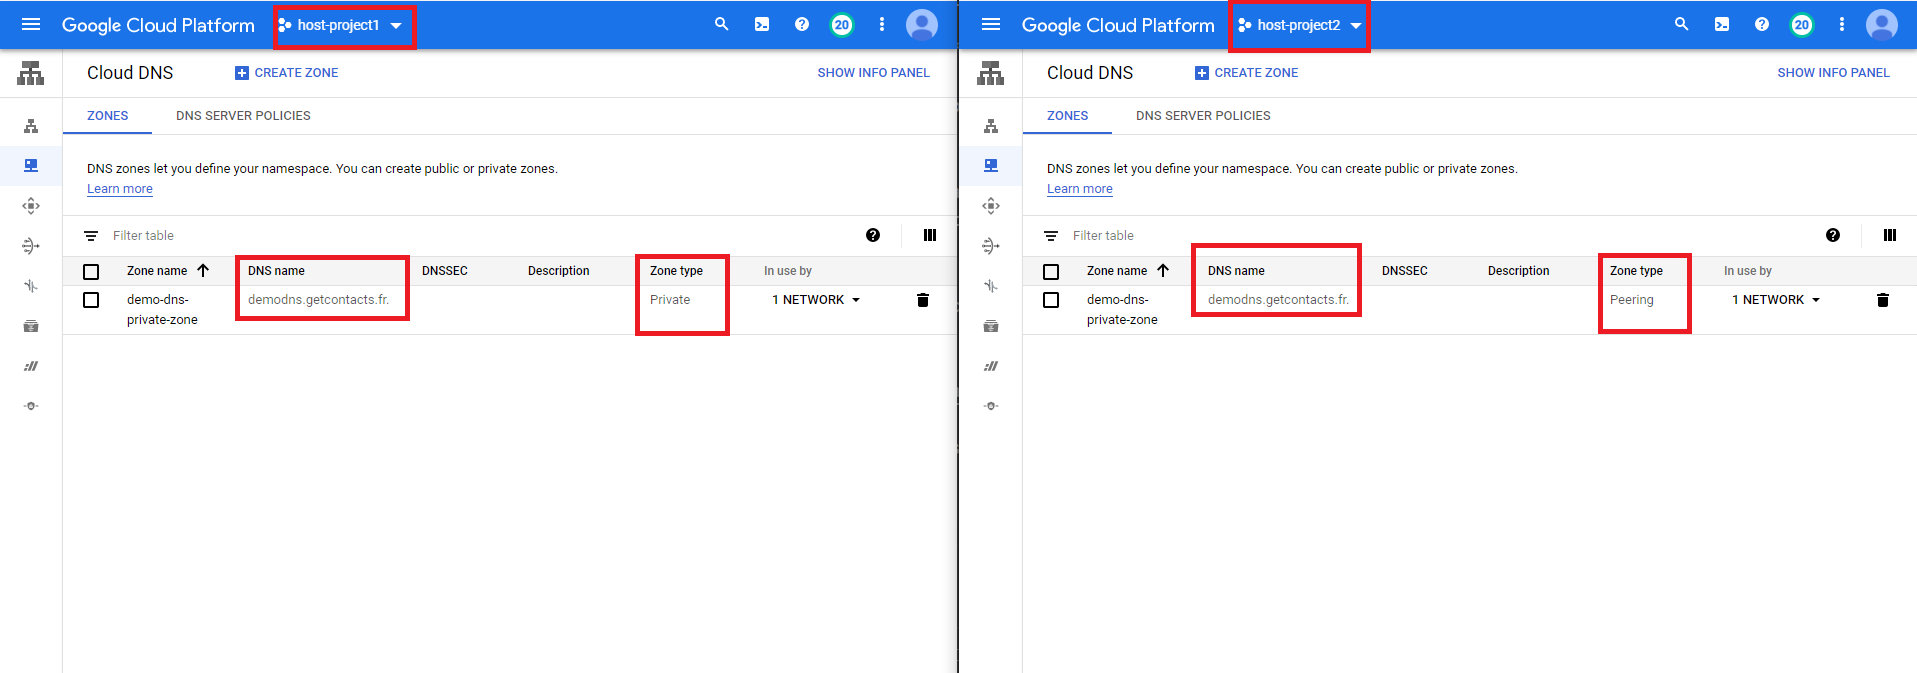 Google Cloud Platform host-project1 20
Cloud DNS CREATE ZONE SHOW INFO PANEL
ZONES DNS SERVER POLICIES
DNS zones let you define your namespace. You can create public or private zones.
Learn more
Filter table
Zone name DNS name DNSSEC Description Zone type In use by
demo-dns- demodns.getcontacts.fr. Private 1 NETWORK
private-zone
Google Cloud Platform host-project2 20
Cloud DNS CREATE ZONE SHOW INFO PANEL
ZONES DNS SERVER POLICIES
DNS zones let you define your namespace. You can create public or private zones.
Learn more
Filter table
Zone name DNS name DNSSEC Description Zone type In use by
demo-dns- demodns.getcontacts.fr. Peering 1 NETWORK
private-zone